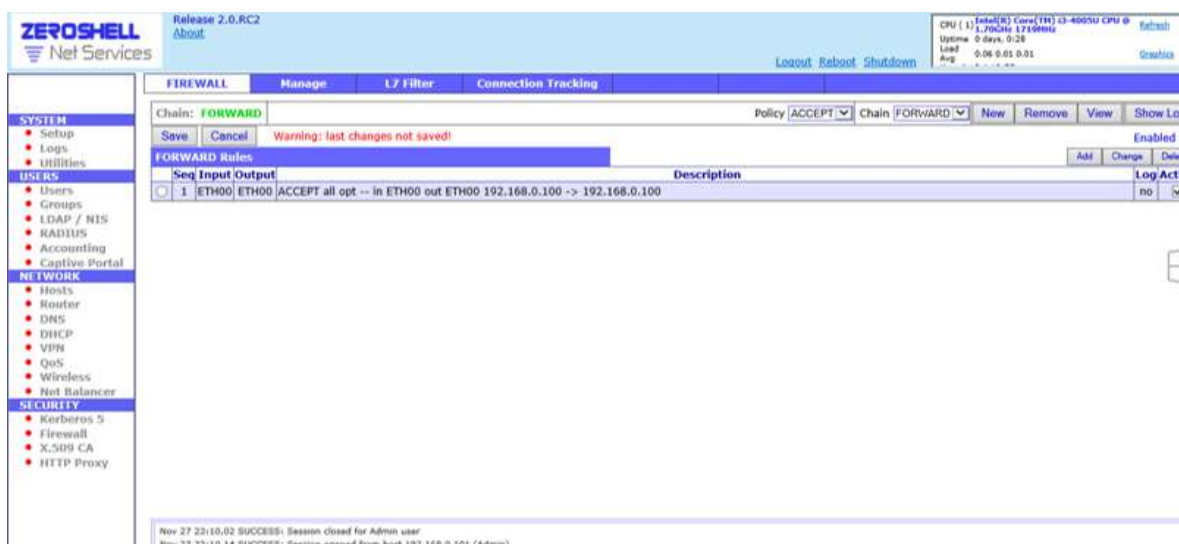 ZEROSHELL
Net Services
Release 2.0.RC2
About
Logout Reboot Shutdown
CPU (1) Intel(R) Core(TM) i3-4005U CPU @ 1.70GHz 1719MHz
Uptime 0 days, 0:28
Load Avg 0.06 0.01 0.01
Refresh
Graphics
FIREWALL Manage L7 Filter Connection Tracking
Chain: FORWARD Policy ACCEPT Chain FORWARD New Remove View Show Lo
Save Cancel Warning: last changes not saved! Enabled
FORWARD Rules Add Change Dele
Seq Input Output Description Log Act
1 ETH00 ETH00 ACCEPT all opt -- in ETH00 out ETH00 192.168.0.100 -> 192.168.0.100 no
SYSTEM
Setup
Logs
Utilities
USERS
Users
Groups
LDAP / NIS
RADIUS
Accounting
Captive Portal
NETWORK
Hosts
Router
DNS
DHCP
VPN
QoS
Wireless
Net Balancer
SECURITY
Kerberos 5
Firewall
X.509 CA
HTTP Proxy
Nov 27 22:10.02 SUCCESS: Session closed for Admin user